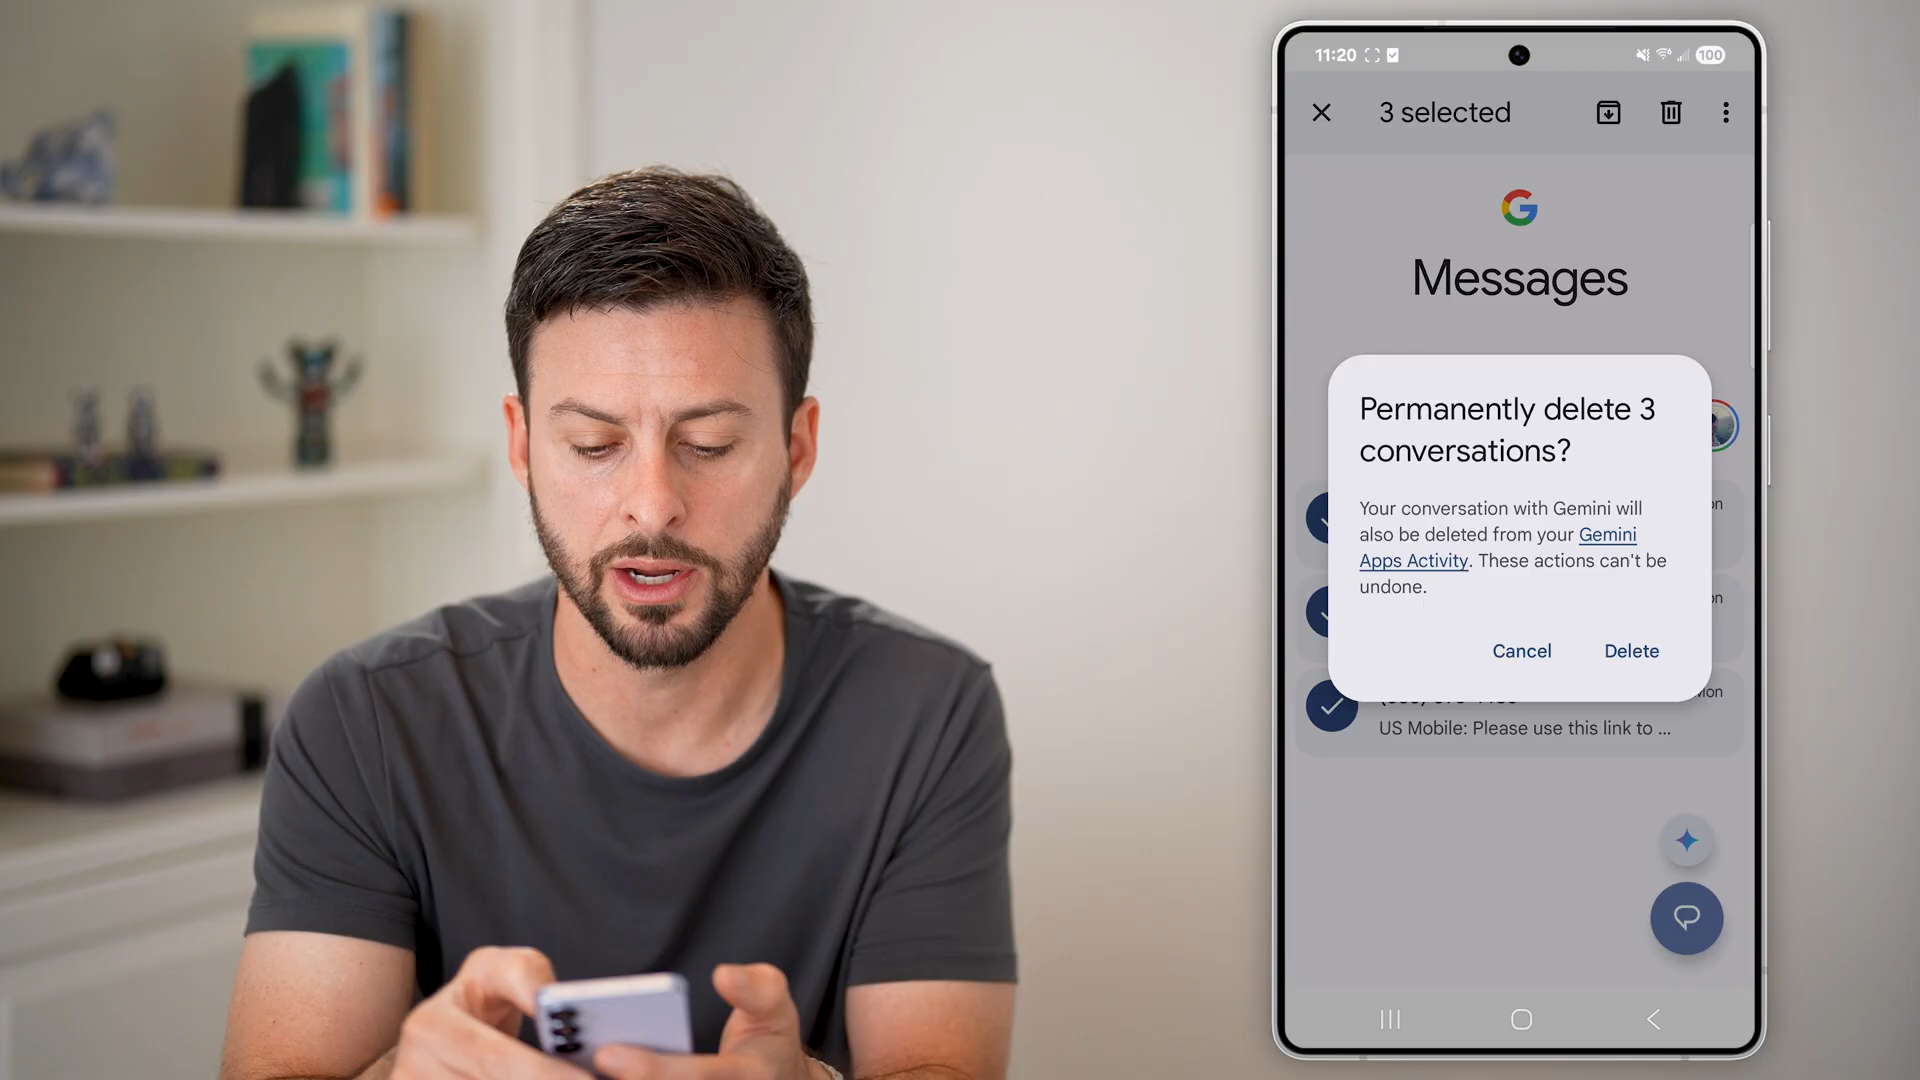 11:20
100
3 selected
G
Messages
Permanently delete 3
conversations?
Your conversation with Gemini will
also be deleted from your Gemini
Apps Activity. These actions can't be
undone.
Cancel
Delete
US Mobile: Please use this link to ...